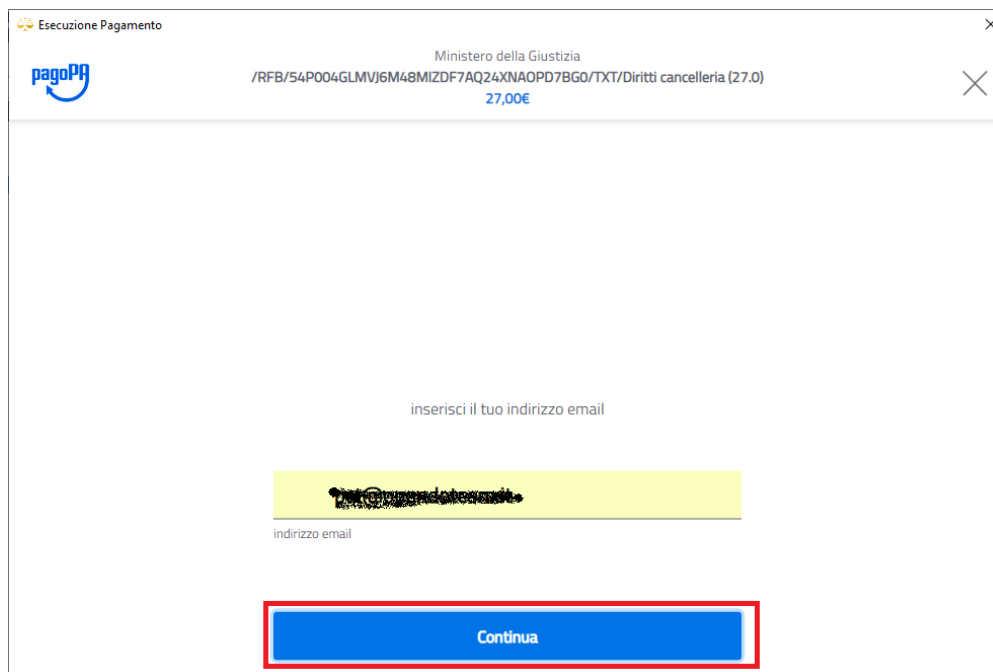 Esecuzione Pagamento
pagoPA
Ministero della Giustizia
/RFB/54P004GLMVJ6M48MIZDF7AQ24XNAOPD7BG0/TXT/Diritti cancelleria (27.0)
27,00€
inserisci il tuo indirizzo email
indirizzo email
Continua